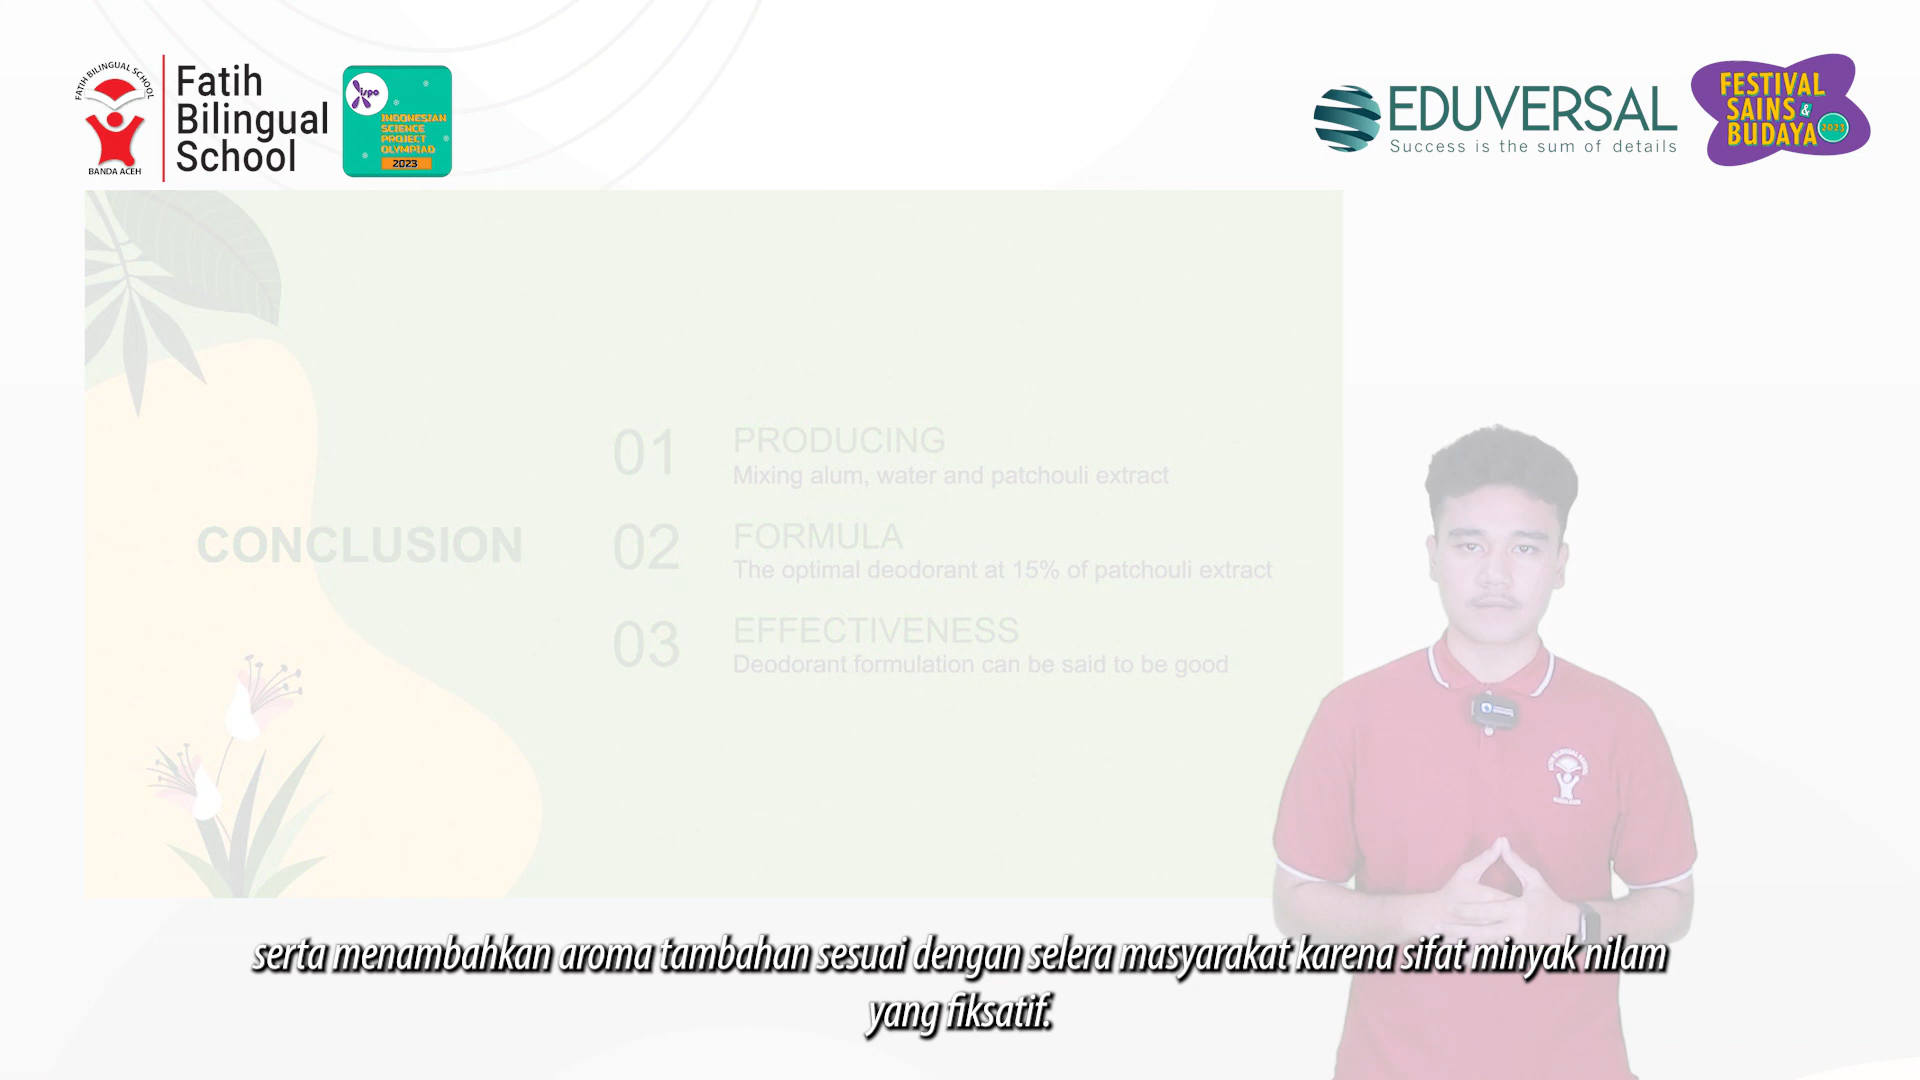 FATIH BILINGUAL SCHOOL
BANDA ACEH
Fatih
Bilingual
School
ispo
INDONESIAN
SCIENCE
PROJECT
OLYMPIAD
2023
EDUVERSAL
Success is the sum of details
FESTIVAL
SAINS &
BUDAYA
2023
CONCLUSION
01
PRODUCING
Mixing alum, water and patchouli extract
02
FORMULA
The optimal deodorant at 15% of patchouli extract
03
EFFECTIVENESS
Deodorant formulation can be said to be good
serta menambahkan aroma tambahan sesuai dengan selera masyarakat karena sifat minyak nilam
yang fiksatif.